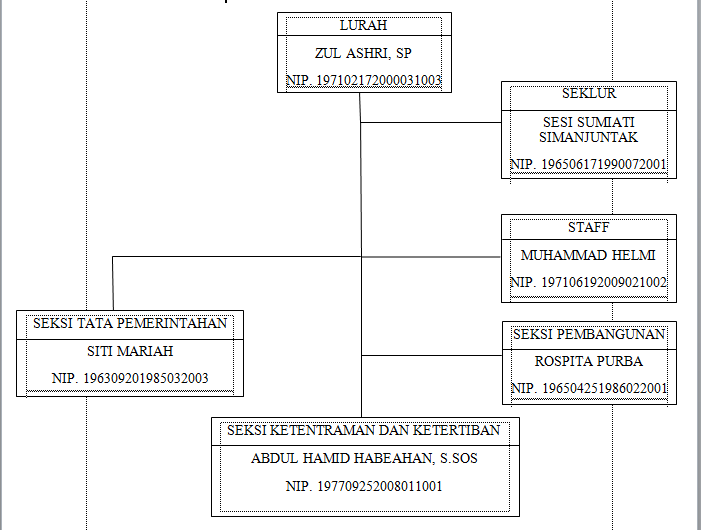 LURAH
ZUL ASHRI, SP
NIP. 197102172000031003
SEKLUR
SESI SUMIATI
SIMANJUNTAK
NIP. 196506171990072001
STAFF
MUHAMMAD HELMI
NIP. 197106192009021002
SEKSI TATA PEMERINTAHAN
SITI MARIAH
NIP. 196309201985032003
SEKSI PEMBANGUNAN
ROSPITA PURBA
NIP. 196504251986022001
SEKSI KETENTRAMAN DAN KETERTIBAN
ABDUL HAMID HABEAHAN, S.SOS
NIP. 197709252008011001